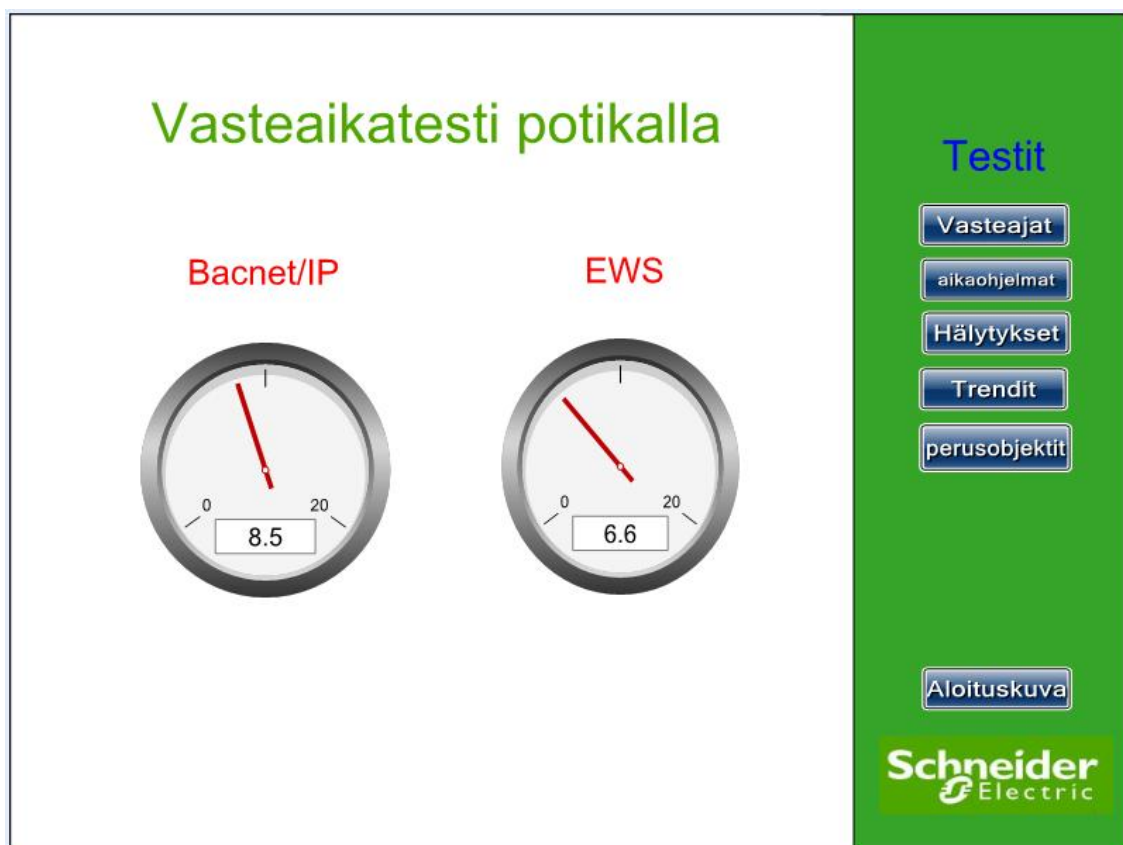 Vasteaikatesti potikalla
Bacnet/IP
EWS
0
20
8.5
0
20
6.6
Testit
Vasteajat
aikaohjelmat
Hälytykset
Trendit
perusobjektit
Aloituskuva
Schneider
Electric